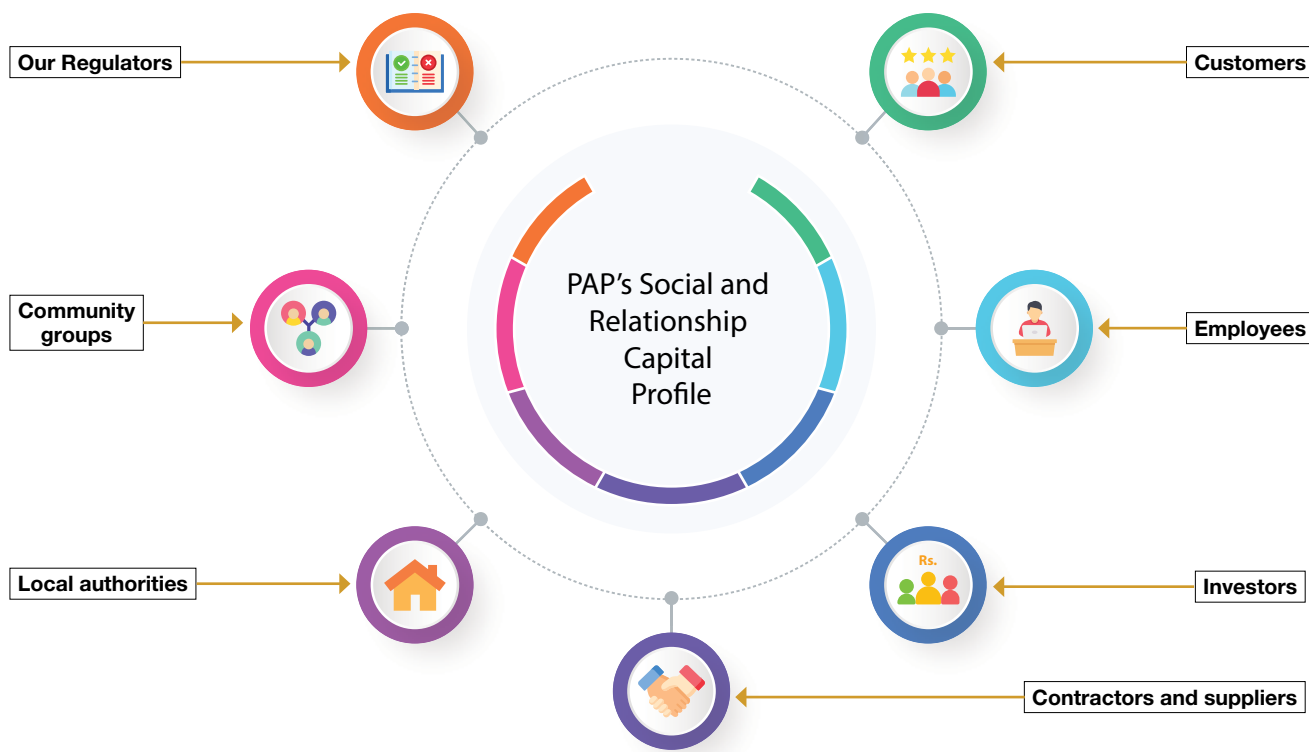 Our Regulators
Customers
PAP’s Social and
Relationship
Capital
Profile
Community
groups
Employees
Local authorities
Rs.
Investors
Contractors and suppliers